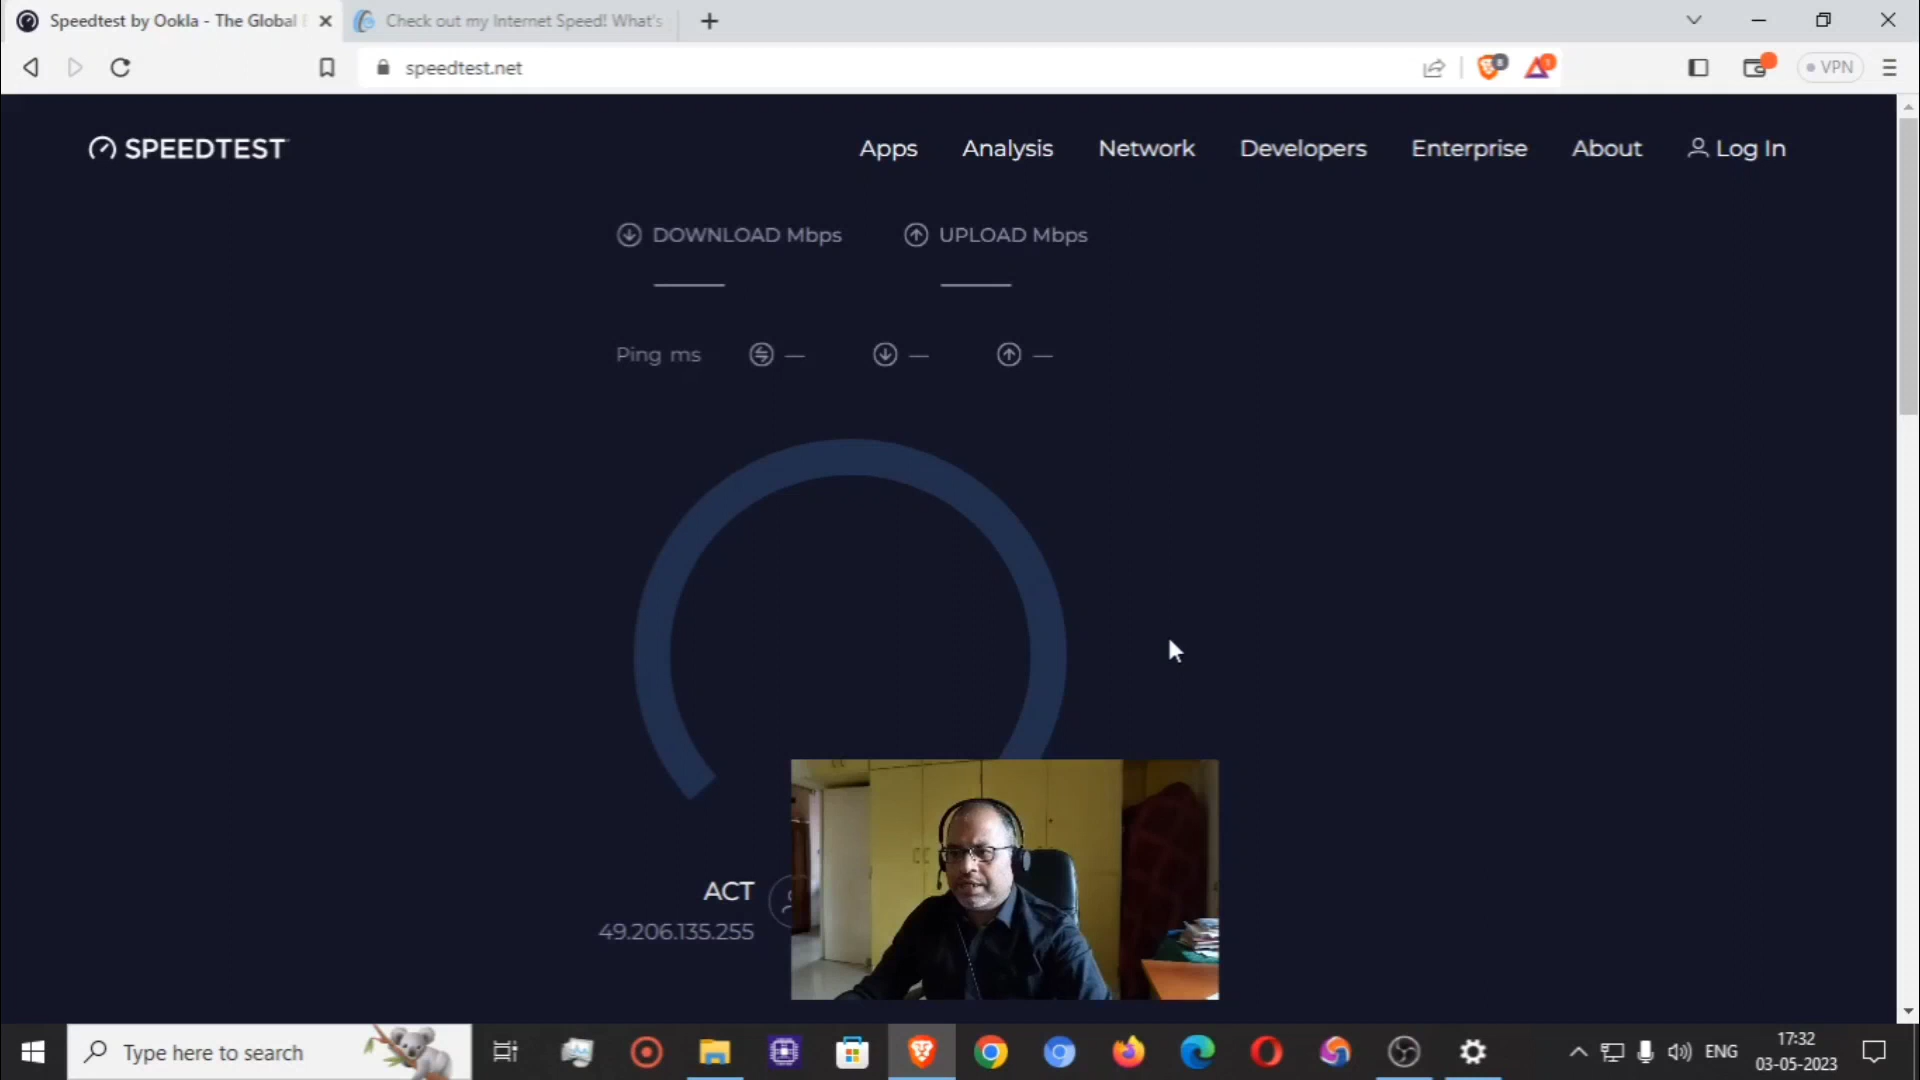 Speedtest by Ookla - The Global
Check out my Internet Speed! What's
speedtest.net
8
1
VPN
SPEEDTEST
Apps
Analysis
Network
Developers
Enterprise
About
Log In
DOWNLOAD Mbps
UPLOAD Mbps
Ping ms
ACT
49.206.135.255
Type here to search
ENG
17:32
03-05-2023